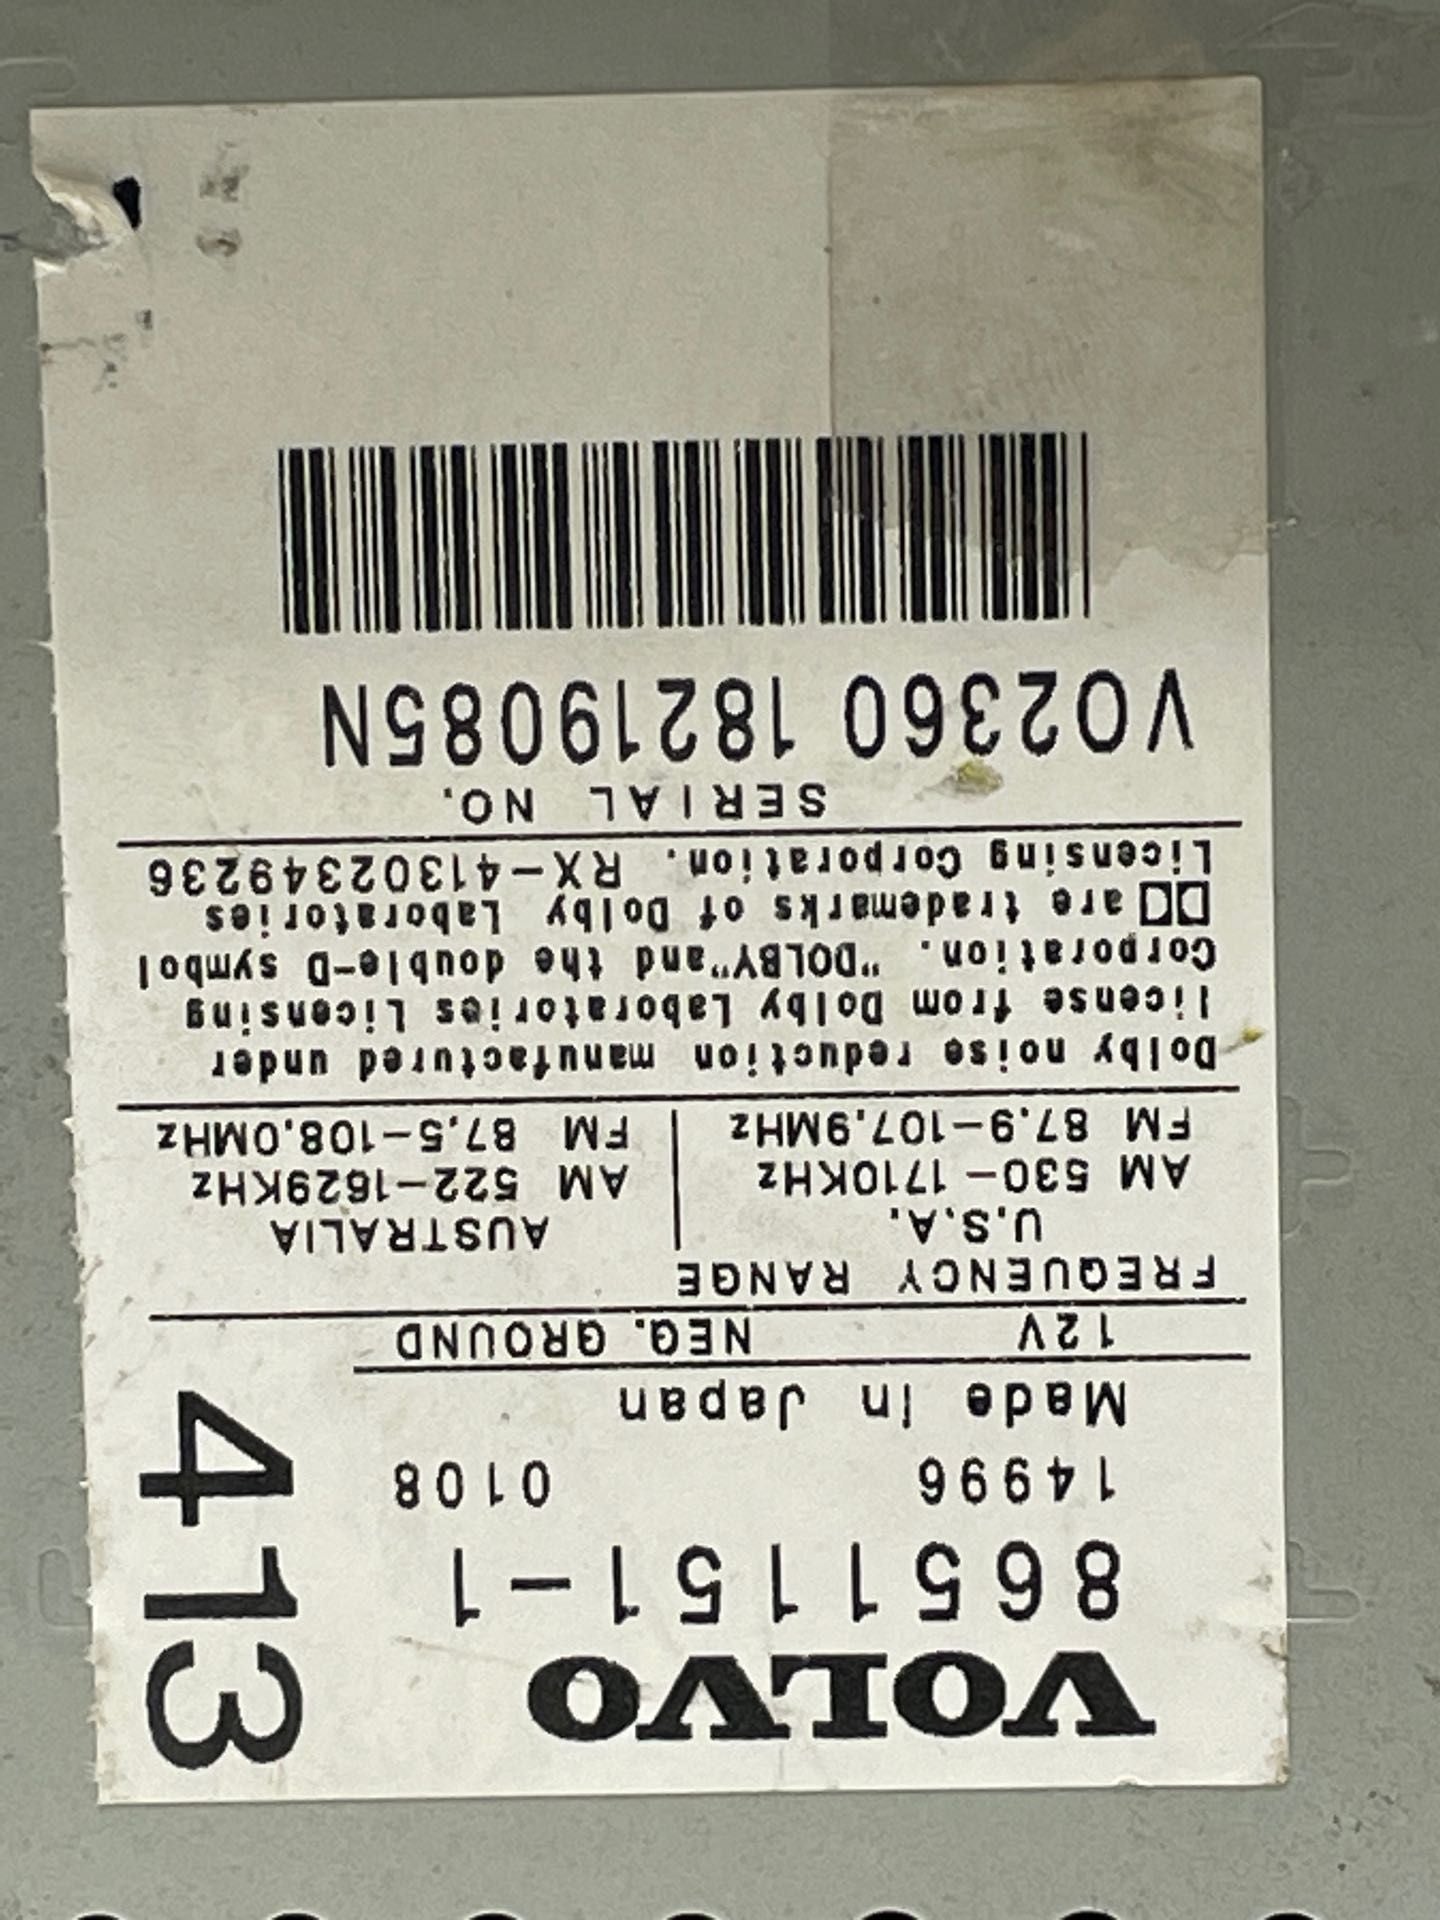 VOLVO
413
8651151-1
14996 0108
Made in Japan
12V NEG. GROUND
FREQUENCY RANGE
U.S.A. AUSTRALIA
AM 530-1710KHz AM 522-1629KHz
FM 87.9-107.9MHz FM 87.5-108.0MHz
Dolby noise reduction manufactured under
license from Dolby Laboratories Licensing
Corporation. "DOLBY"and the double-D symbol
are trademarks of Dolby Laboratories
Licensing Corporation. RX-41302349236
SERIAL NO.
VO2360 18219085N